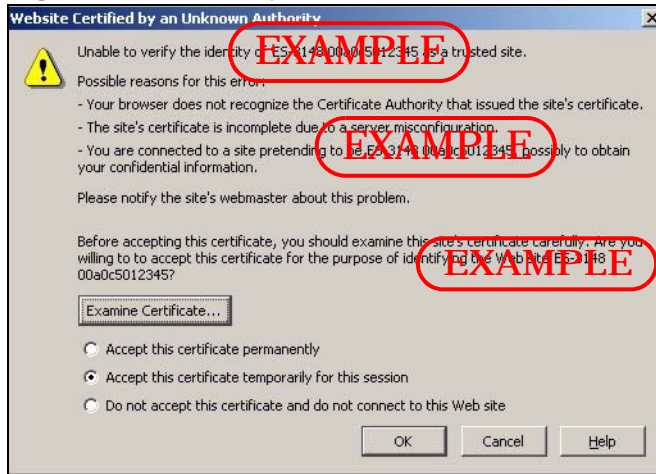 Website Certified by an Unknown Authority
Unable to verify the identity of ES-3148 00a0c5012345 as a trusted site.
EXAMPLE
Possible reasons for this error:
- Your browser does not recognize the Certificate Authority that issued the site's certificate.
- The site's certificate is incomplete due to a server misconfiguration.
- You are connected to a site pretending to be ES-3148 00a0c5012345, possibly to obtain
EXAMPLE
your confidential information.
Please notify the site's webmaster about this problem.
Before accepting this certificate, you should examine this site's certificate carefully. Are you
willing to to accept this certificate for the purpose of identifying the Web site ES-3148
EXAMPLE
00a0c5012345?
Examine Certificate...
Accept this certificate permanently
Accept this certificate temporarily for this session
Do not accept this certificate and do not connect to this Web site
OK Cancel Help